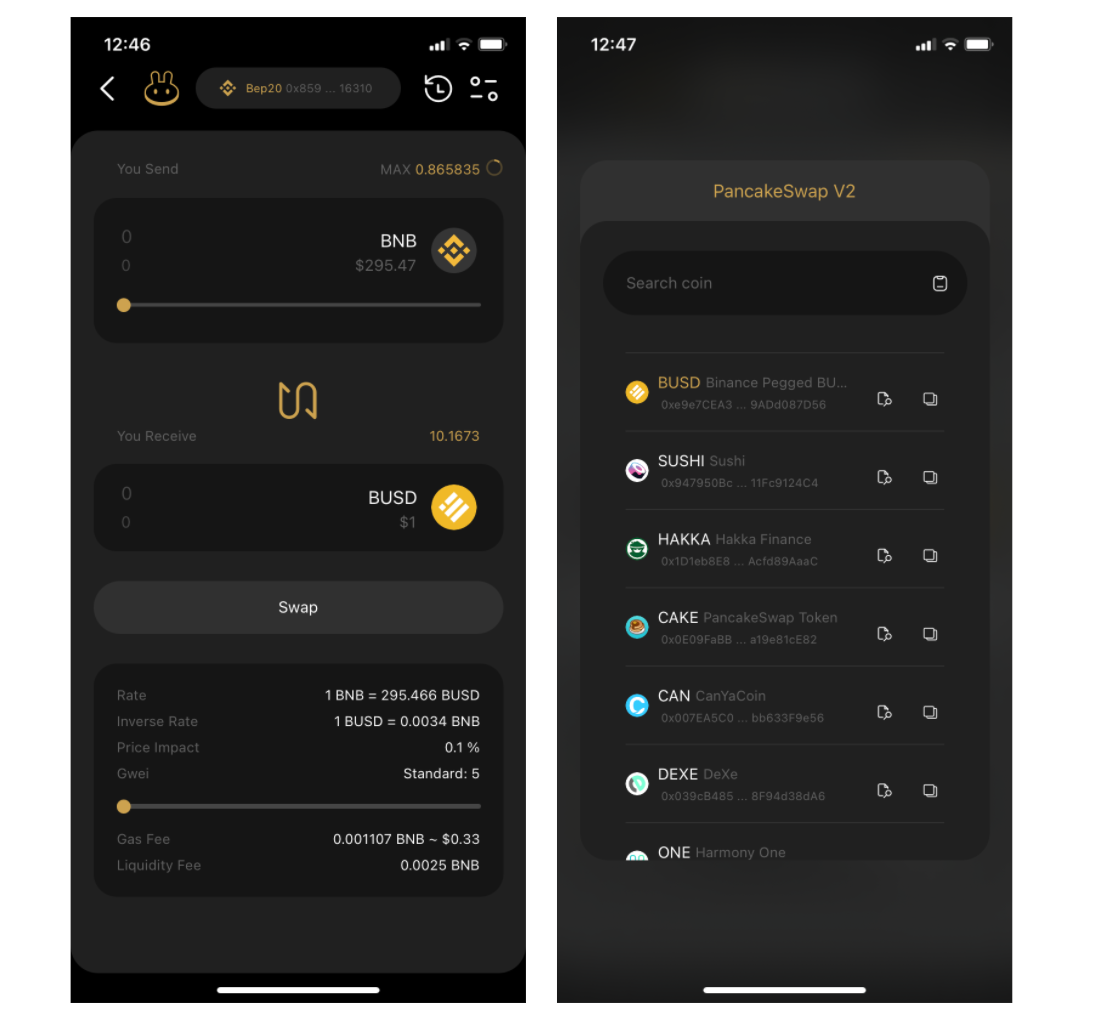 12:46
Bep20 0x859 ... 16310
You Send MAX 0.865835
0 BNB
0 $295.47
You Receive 10.1673
0 BUSD
0 $1
Swap
Rate 1 BNB = 295.466 BUSD
Inverse Rate 1 BUSD = 0.0034 BNB
Price Impact 0.1 %
Gwei Standard: 5
Gas Fee 0.001107 BNB ~ $0.33
Liquidity Fee 0.0025 BNB
12:47
PancakeSwap V2
Search coin
BUSD Binance Pegged BU...
0xe9e7CEA3 ... 9ADd087D56
SUSHI Sushi
0x947950Bc ... 11Fc9124C4
HAKKA Hakka Finance
0x1D1eb8E8 ... Acfd89AaaC
CAKE PancakeSwap Token
0x0E09FaBB ... a19e81cE82
CAN CanYaCoin
0x007EA5C0 ... bb633F9e56
DEXE DeXe
0x039cB485 ... 8F94d38dA6
ONE Harmony One